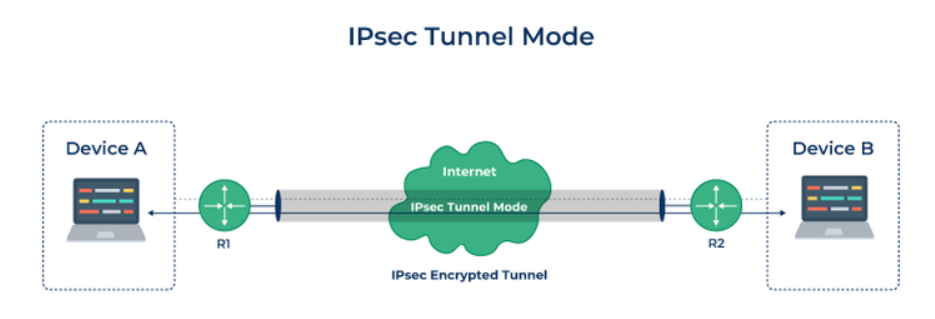 IPsec Tunnel Mode
Device A
Device B
Internet
IPsec Tunnel Mode
R1
R2
IPsec Encrypted Tunnel